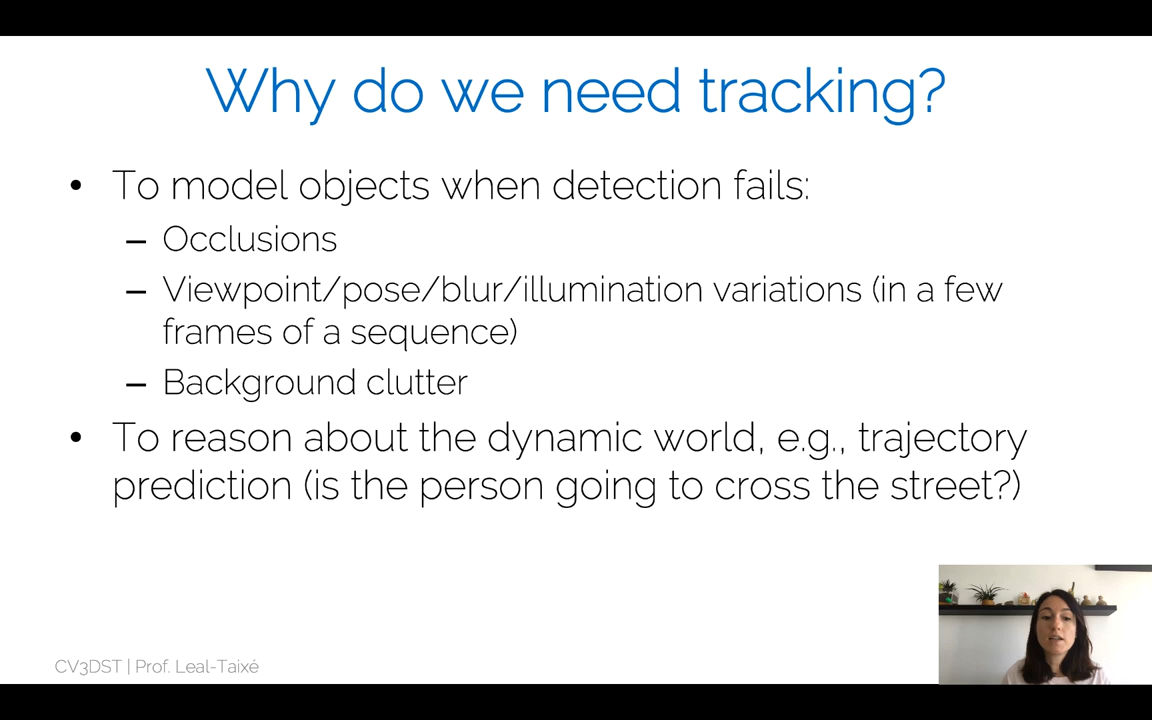 Why do we need tracking?
• To model objects when detection fails:
– Occlusions
– Viewpoint/pose/blur/illumination variations (in a few
frames of a sequence)
– Background clutter
• To reason about the dynamic world, e.g., trajectory
prediction (is the person going to cross the street?)
CV3DST | Prof. Leal-Taixé